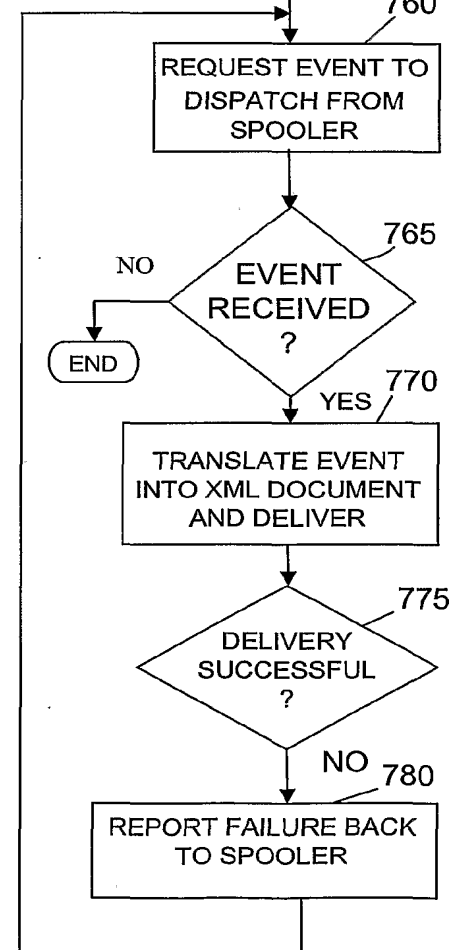 760
REQUEST EVENT TO
DISPATCH FROM
SPOOLER
765
NO
EVENT
RECEIVED
?
END
YES
770
TRANSLATE EVENT
INTO XML DOCUMENT
AND DELIVER
775
DELIVERY
SUCCESSFUL
?
NO
780
REPORT FAILURE BACK
TO SPOOLER